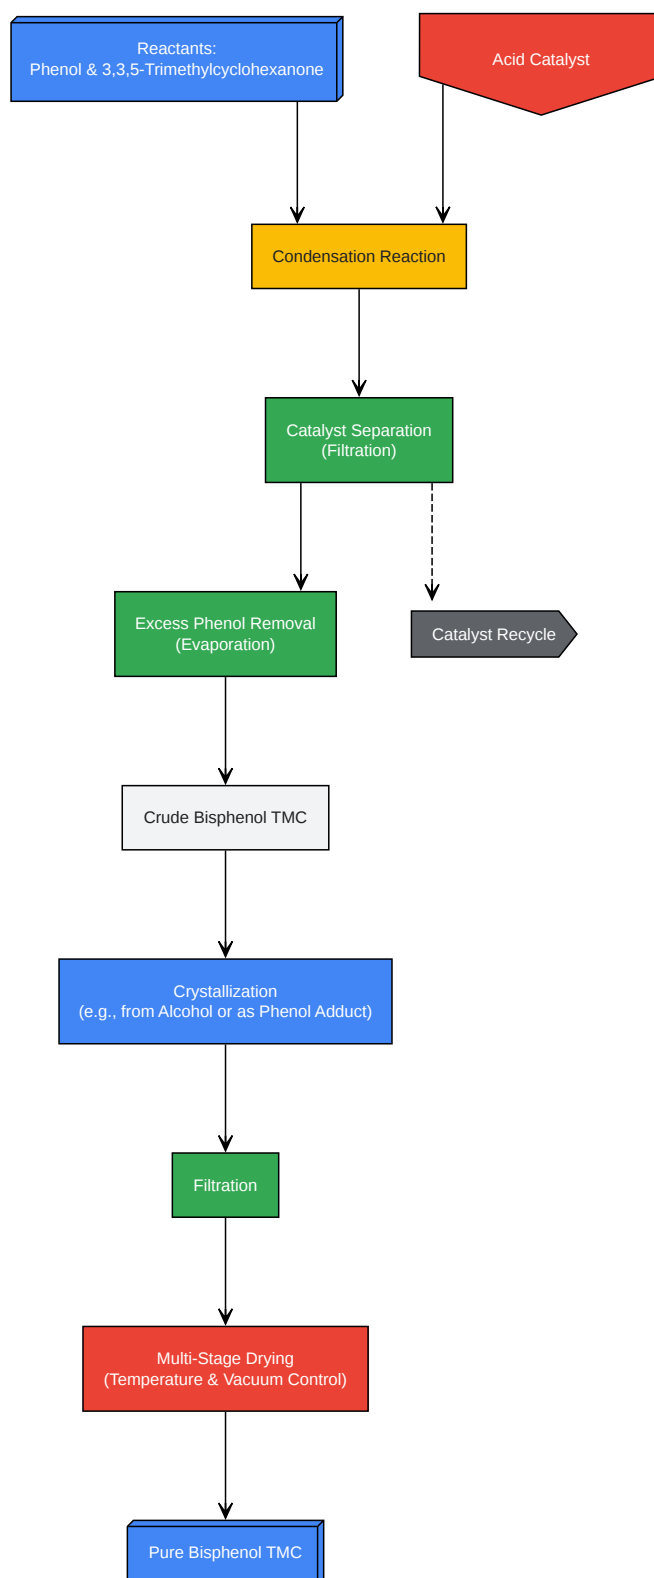 Reactants:
Phenol & 3,3,5-Trimethylcyclohexanone
Acid Catalyst
Condensation Reaction
Catalyst Separation
(Filtration)
Excess Phenol Removal
(Evaporation)
Catalyst Recycle
Crude Bisphenol TMC
Crystallization
(e.g., from Alcohol or as Phenol Adduct)
Filtration
Multi-Stage Drying
(Temperature & Vacuum Control)
Pure Bisphenol TMC